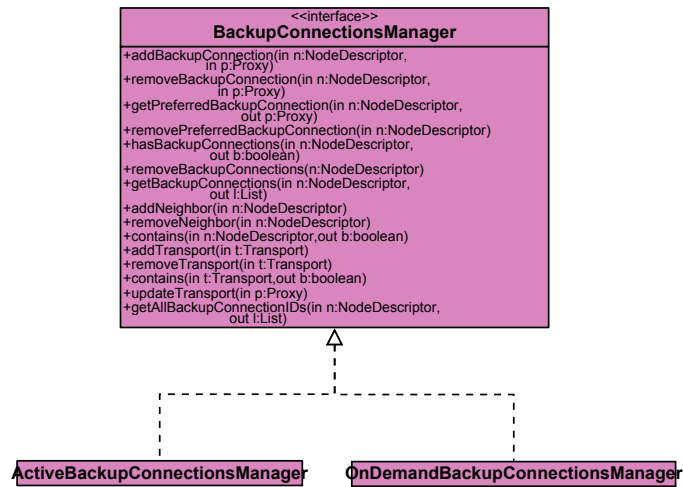 <<interface>>
BackupConnectionsManager
+addBackupConnection(in n:NodeDescriptor,
in p:Proxy)
+removeBackupConnection(in n:NodeDescriptor,
in p:Proxy)
+getPreferredBackupConnection(in n:NodeDescriptor,
out p:Proxy)
+removePreferredBackupConnection(in n:NodeDescriptor)
+hasBackupConnections(in n:NodeDescriptor,
out b:boolean)
+removeBackupConnections(n:NodeDescriptor)
+getBackupConnections(in n:NodeDescriptor,
out l:List)
+addNeighbor(in n:NodeDescriptor)
+removeNeighbor(in n:NodeDescriptor)
+contains(in n:NodeDescriptor,out b:boolean)
+addTransport(in t:Transport)
+removeTransport(in t:Transport)
+contains(in t:Transport,out b:boolean)
+updateTransport(in p:Proxy)
+getAllBackupConnectionIDs(in n:NodeDescriptor,
out l:List)
ActiveBackupConnectionsManager
OnDemandBackupConnectionsManager